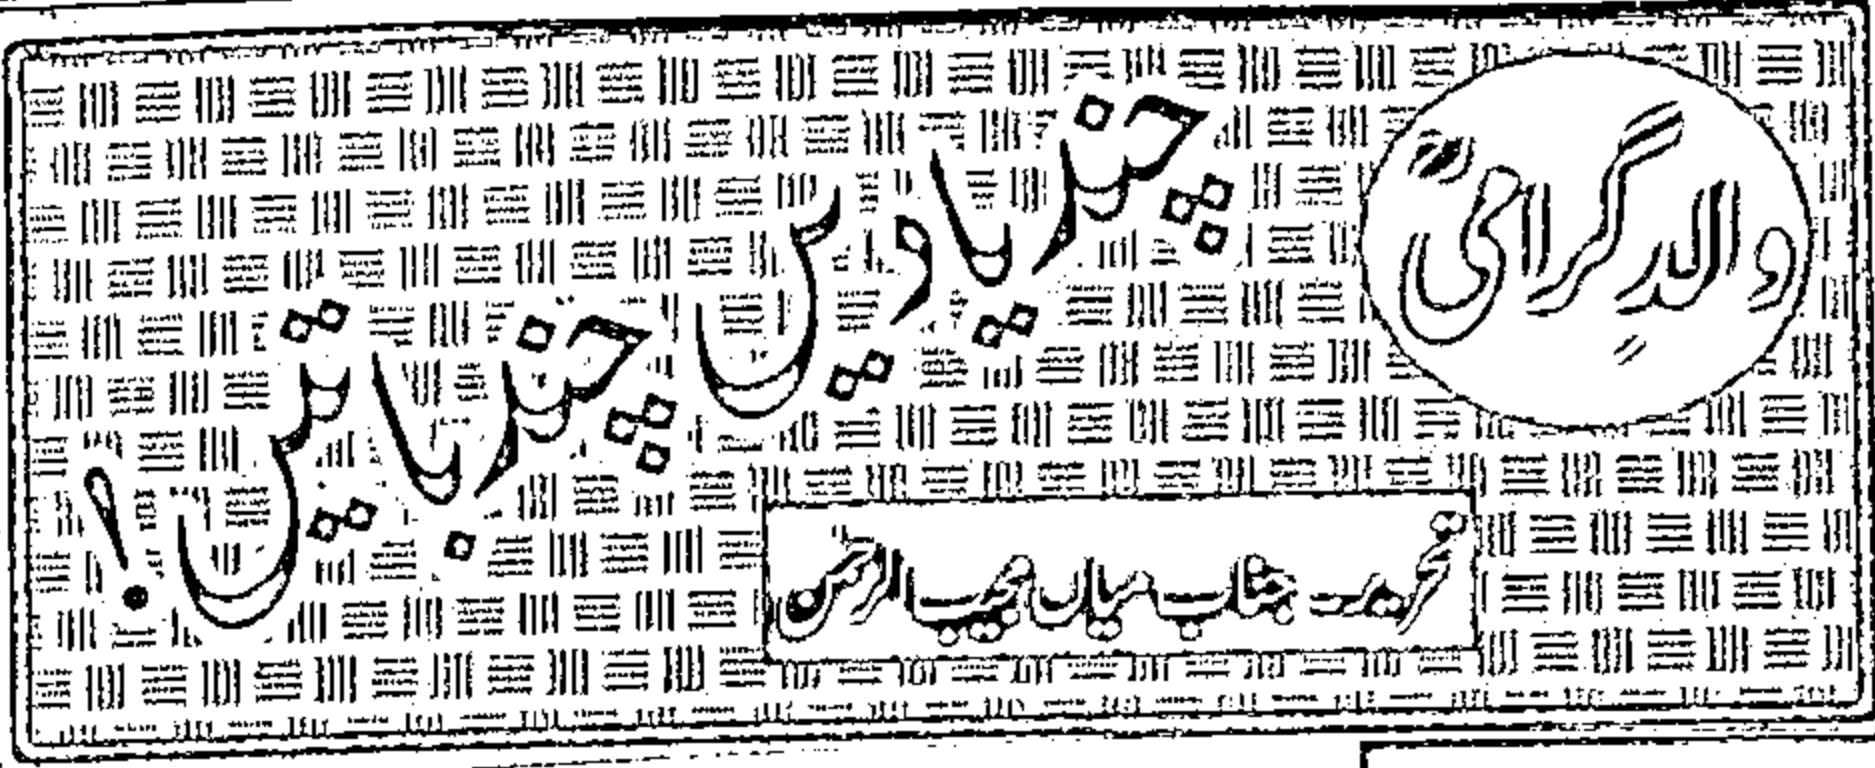 والدِ گرامیؒ
چند یادیں چند باتیں!
تحریر۔ جناب میاں مجیب الرحمٰن